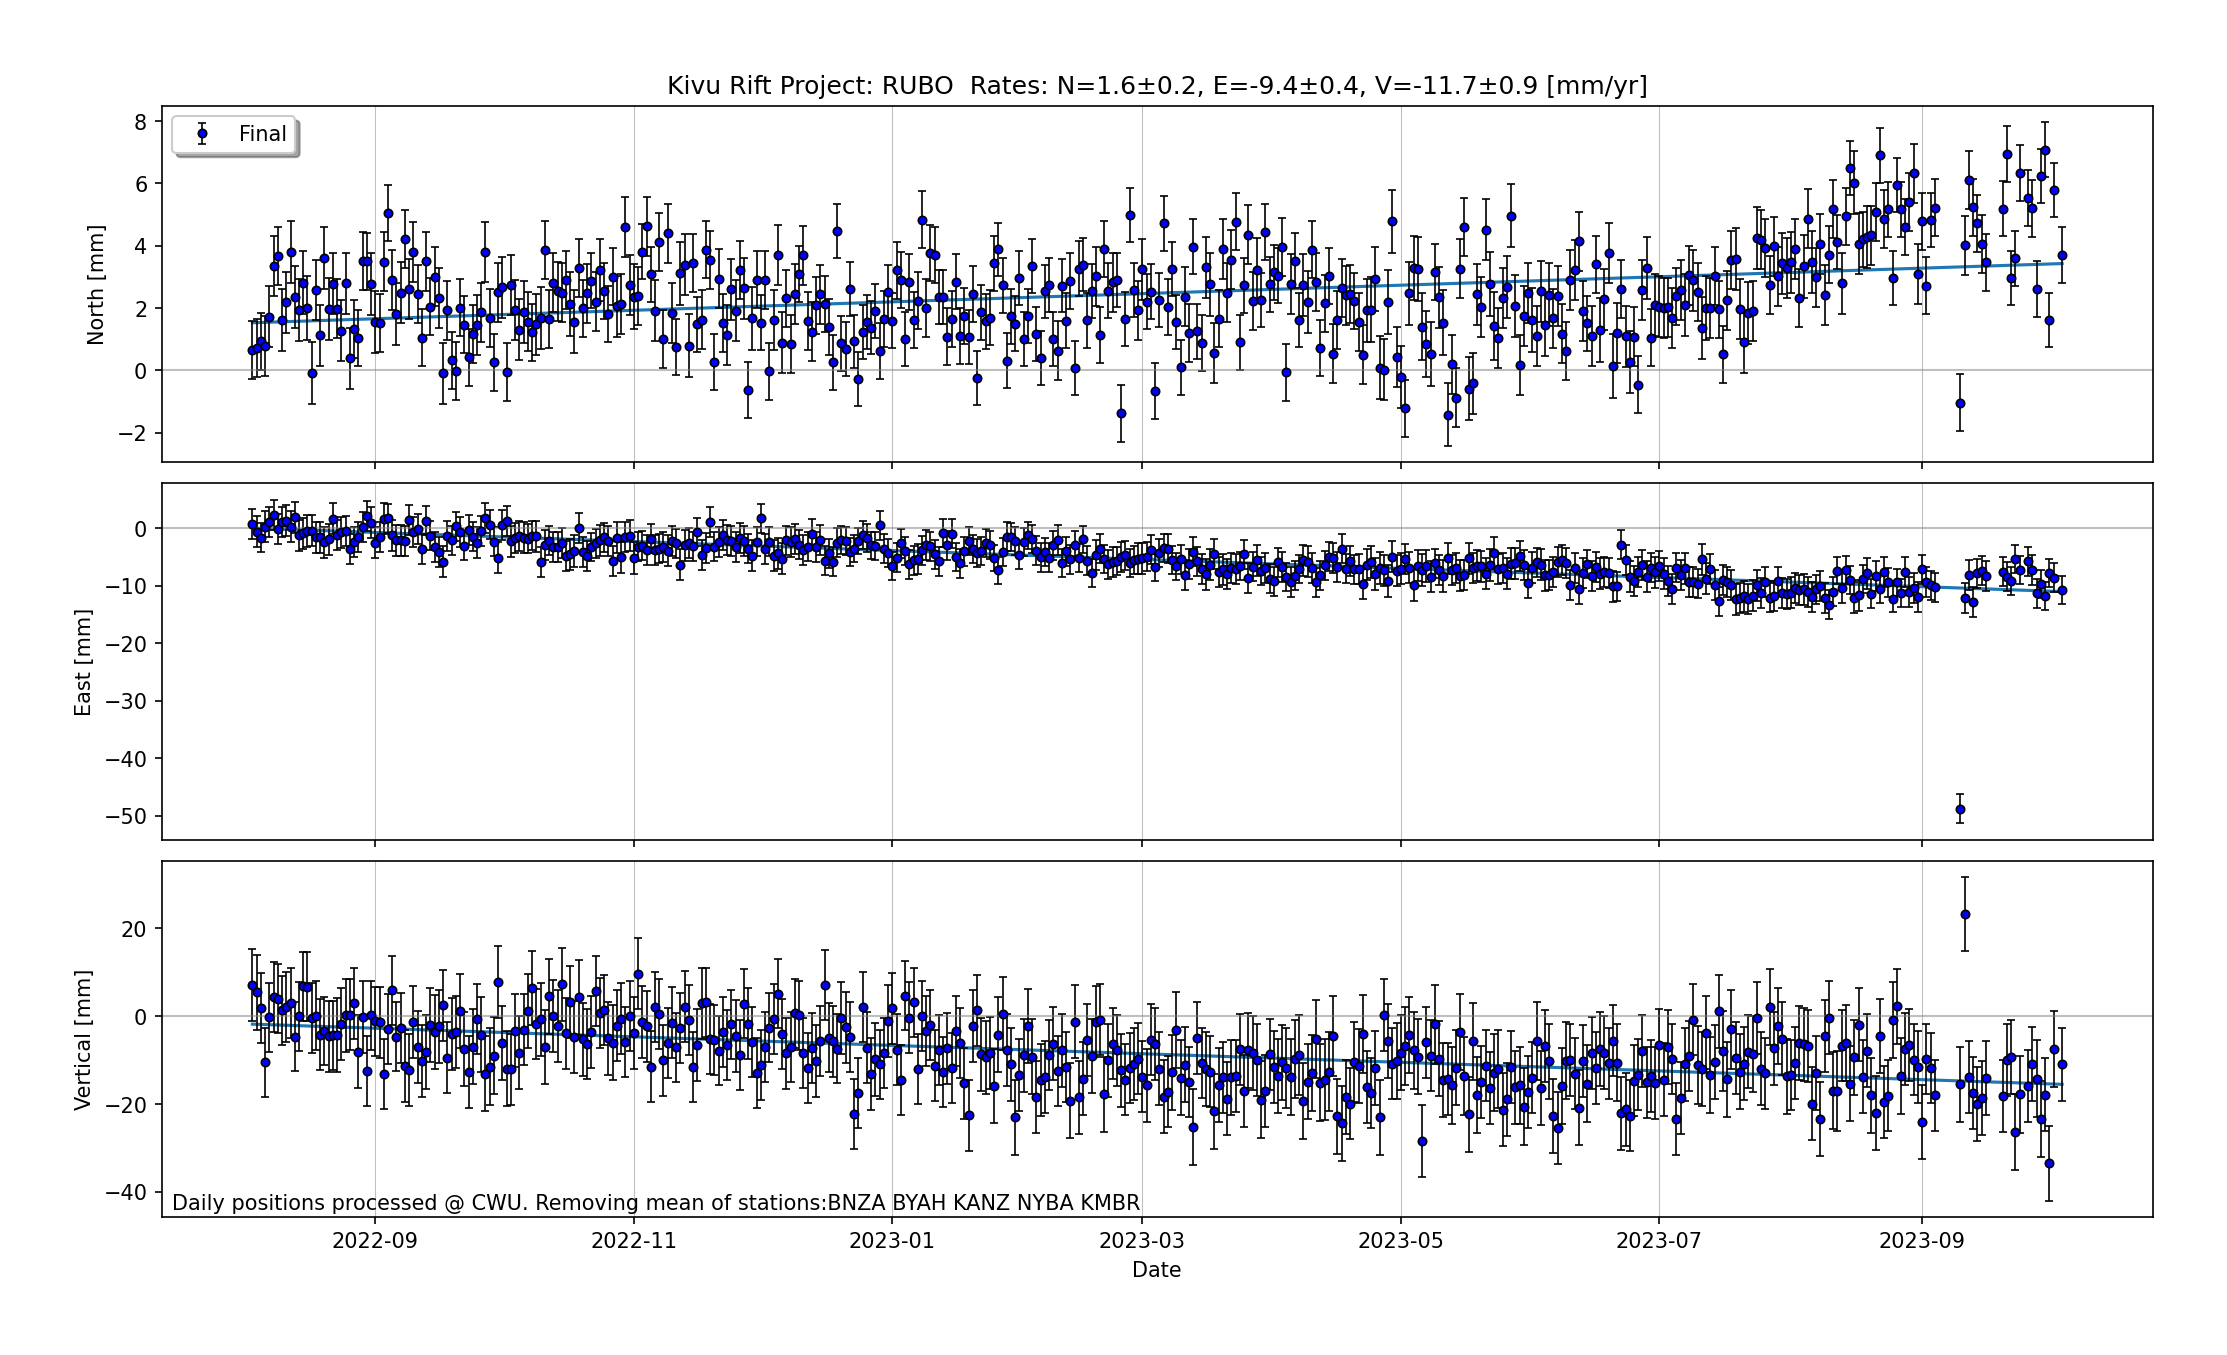 Kivu Rift Project: RUBO  Rates: N=1.6±0.2, E=-9.4±0.4, V=-11.7±0.9 [mm/yr]
Final
North [mm]
8
6
4
2
0
−2
East [mm]
0
−10
−20
−30
−40
−50
Vertical [mm]
20
0
−20
−40
Daily positions processed @ CWU. Removing mean of stations:BNZA BYAH KANZ NYBA KMBR
2022-09 2022-11 2023-01 2023-03 2023-05 2023-07 2023-09
Date